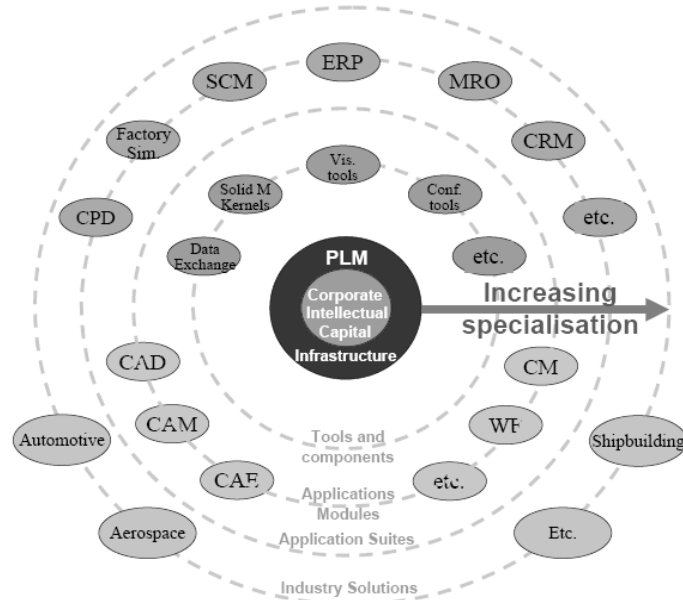 ERP
SCM
MRO
Factory
Sim.
CRM
Vis.
tools
Solid M
Kernels
Conf.
tools
CPD
etc.
Data
Exchange
etc.
PLM
Corporate
Intellectual
Capital
Infrastructure
Increasing
specialisation
CAD
CM
CAM
WF
Automotive
Shipbuilding
Tools and
components
CAE
etc.
Applications
Modules
Aerospace
Application Suites
Etc.
Industry Solutions